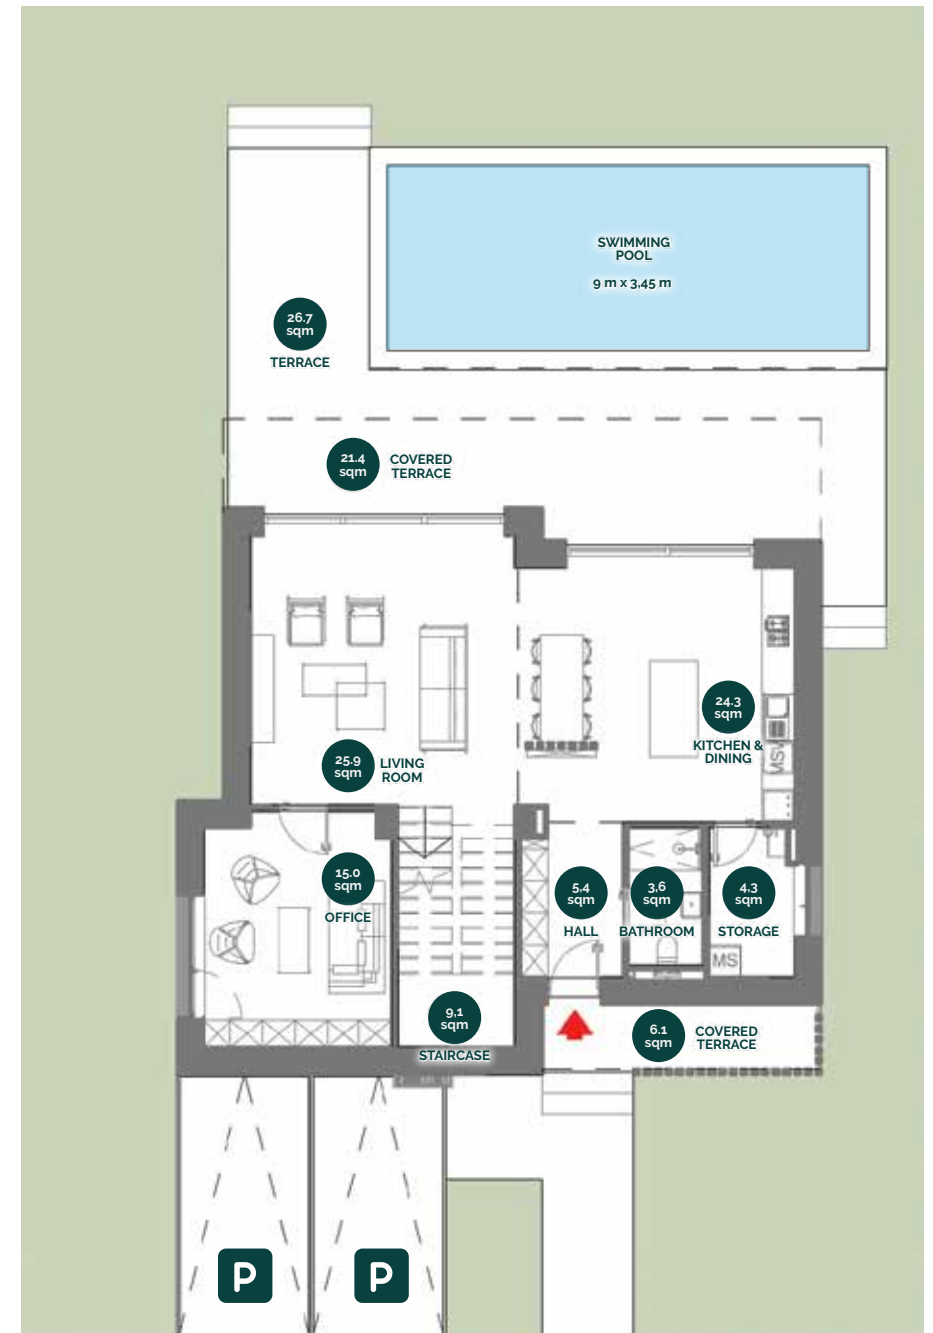 SWIMMING
POOL
9 m x 3,45 m
26.7
sqm
TERRACE
21.4
sqm
COVERED
TERRACE
24.3
sqm
KITCHEN &
DINING
MSV
25.9
sqm
LIVING
ROOM
15.0
sqm
OFFICE
5,4
sqm
HALL
3,6
sqm
BATHROOM
4,3
sqm
STORAGE
MS
9,1
sqm
STAIRCASE
6.1
sqm
COVERED
TERRACE
P
P